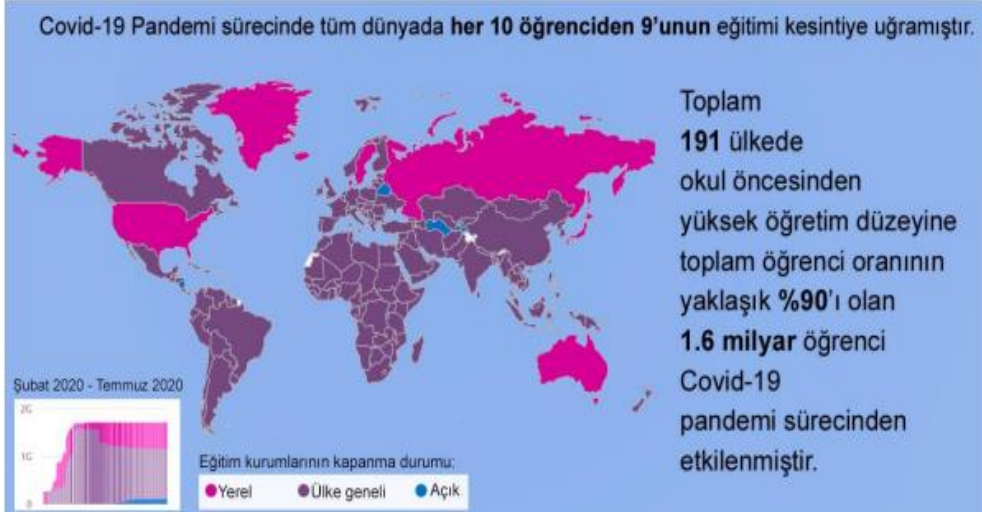 Covid-19 Pandemi sürecinde tüm dünyada her 10 öğrenciden 9'unun eğitimi kesintiye uğramıştır.
Toplam
191 ülkede
okul öncesinden
yüksek öğretim düzeyine
toplam öğrenci oranının
yaklaşık %90'ı olan
1.6 milyar öğrenci
Covid-19
pandemi sürecinden
etkilenmiştir.
Şubat 2020 - Temmuz 2020
2G
1G
0
Eğitim kurumlarının kapanma durumu:
Yerel Ülke geneli Açık